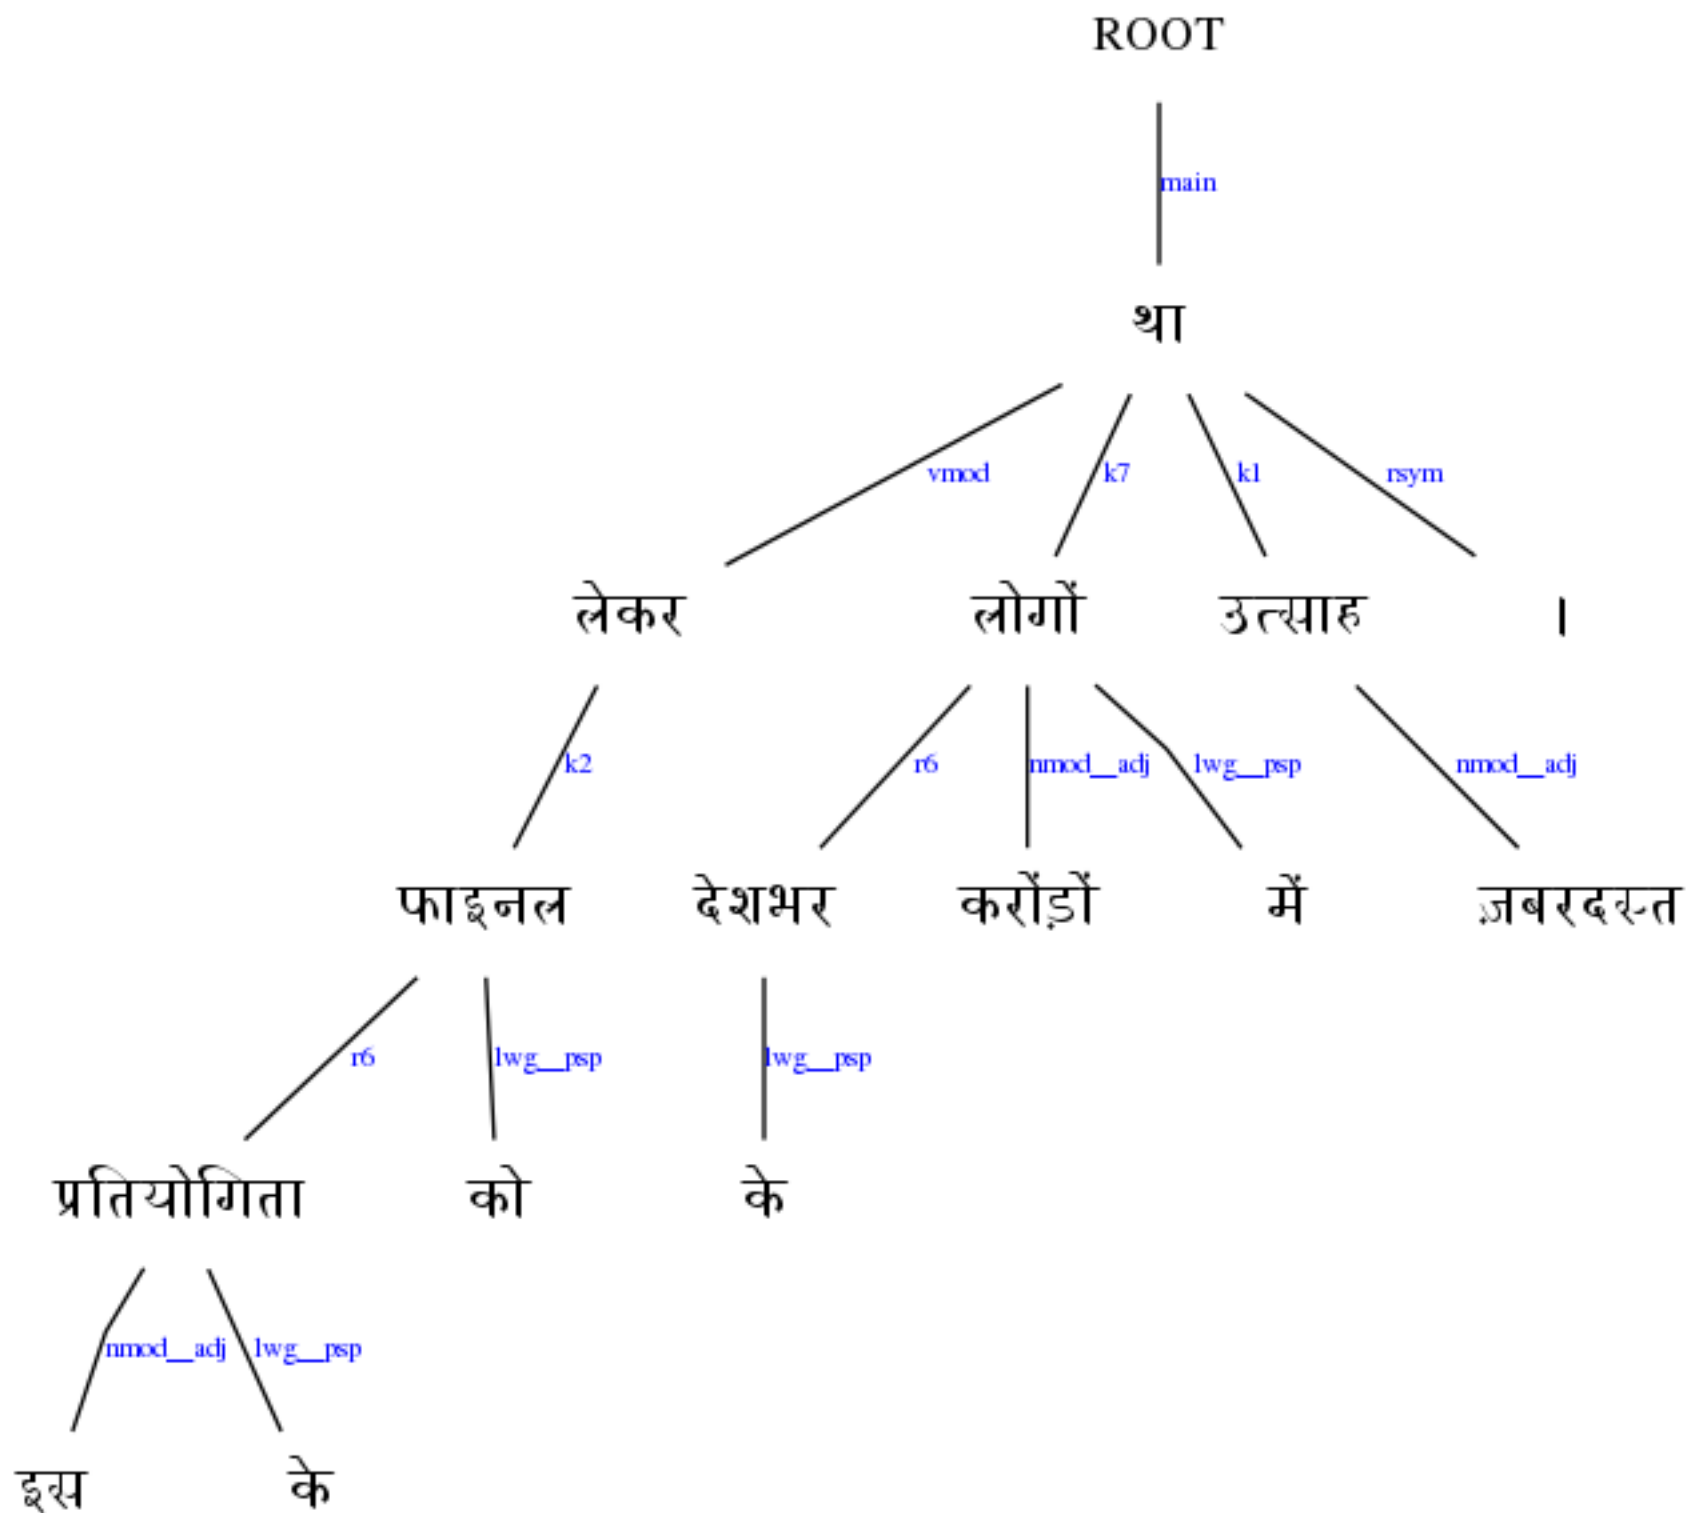 ROOT
main
था
vmod k7 k1 rsym
लेकर लोगों उत्साह ।
k2 r6 nmod__adj lwg__psp nmod__adj
फाइनल देशभर करोंड़ों में ज़बरदस्त
r6 lwg__psp lwg__psp
प्रतियोगिता को के
nmod__adj lwg__psp
इस के